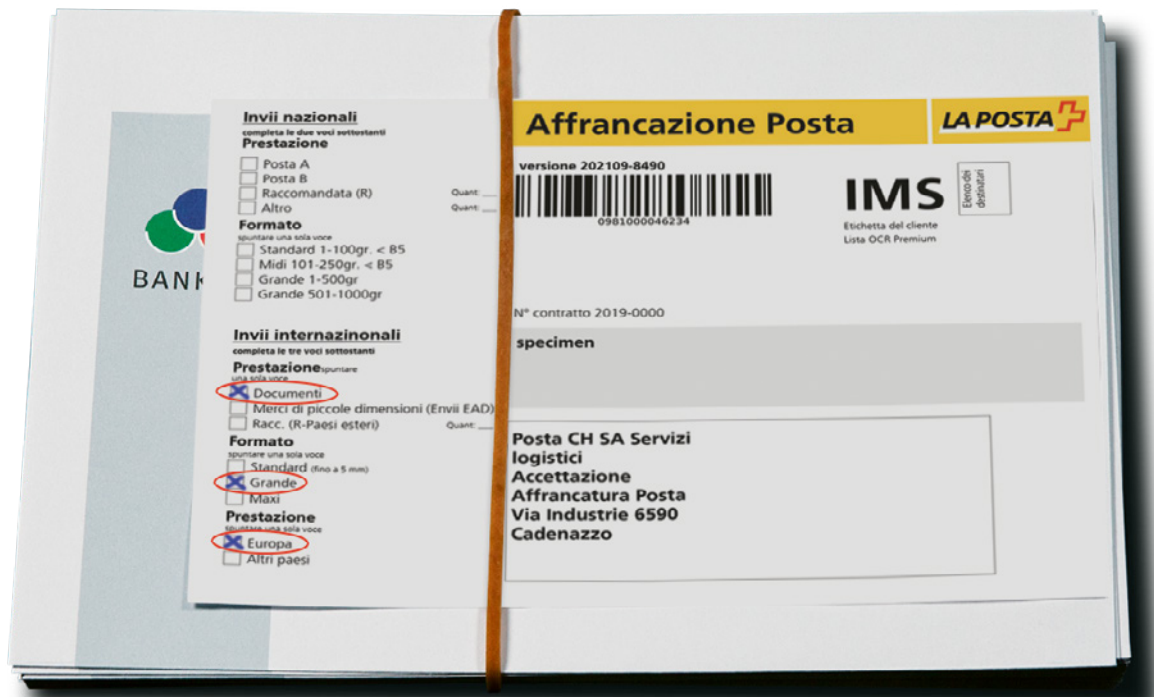 BANK
Invii nazionali
completa le due voci sottostanti
Prestazione
Posta A
Posta B
Raccomandata (R) Quant: __
Altro Quant: __
Formato
spuntare una sola voce
Standard 1-100gr. < B5
Midi 101-250gr. < B5
Grande 1-500gr
Grande 501-1000gr
Invii internazinonali
completa le tre voci sottostanti
Prestazione spuntare
una sola voce
Documenti
Merci di piccole dimensioni (Envii EAD)
Racc. (R-Paesi esteri) Quant: __
Formato
spuntare una sola voce
Standard (fino a 5 mm)
Grande
Maxi
Prestazione
spuntare una sola voce
Europa
Altri paesi
Affrancazione Posta
LA POSTA
versione 202109-8490
0981000046234
IMS
Etichetta del cliente
Lista OCR Premium
Elenco dei
destinatari
N° contratto 2019-0000
specimen
Posta CH SA Servizi
logistici
Accettazione
Affrancatura Posta
Via Industrie 6590
Cadenazzo